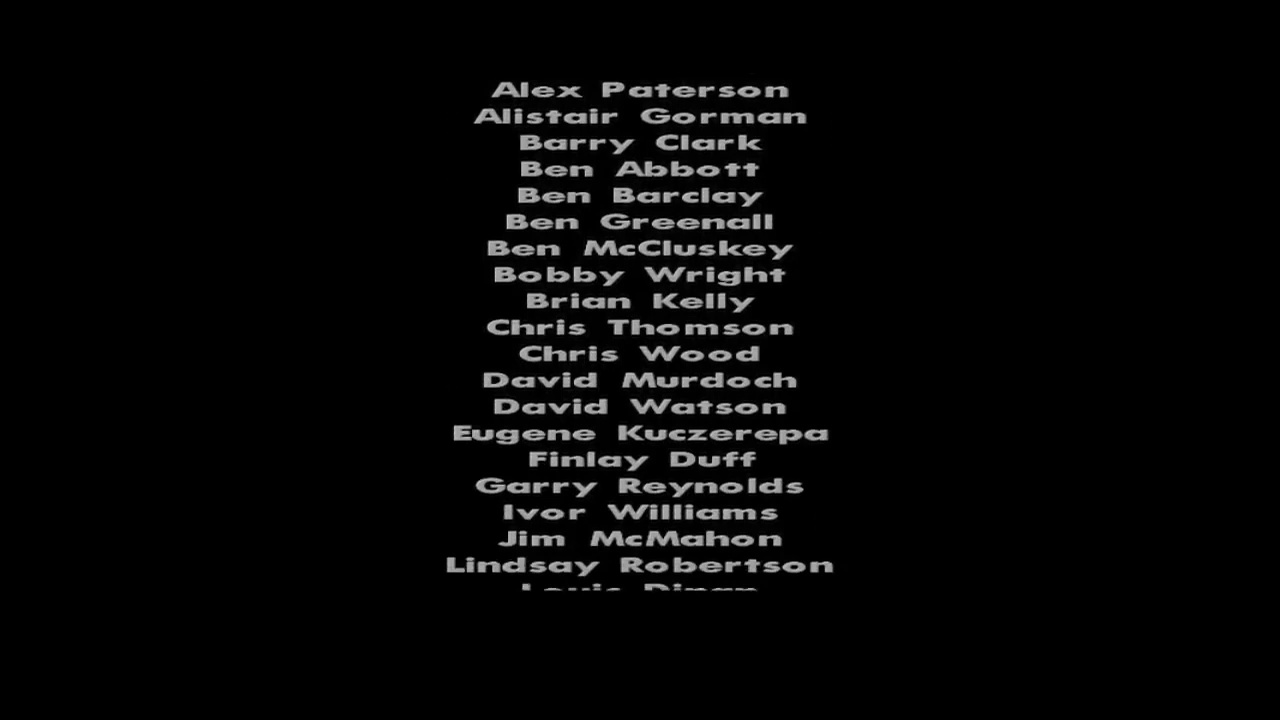 Alex Paterson
Alistair Gorman
Barry Clark
Ben Abbott
Ben Barclay
Ben Greenall
Ben McCluskey
Bobby Wright
Brian Kelly
Chris Thomson
Chris Wood
David Murdoch
David Watson
Eugene Kuczerepa
Finlay Duff
Garry Reynolds
Ivor Williams
Jim McMahon
Lindsay Robertson